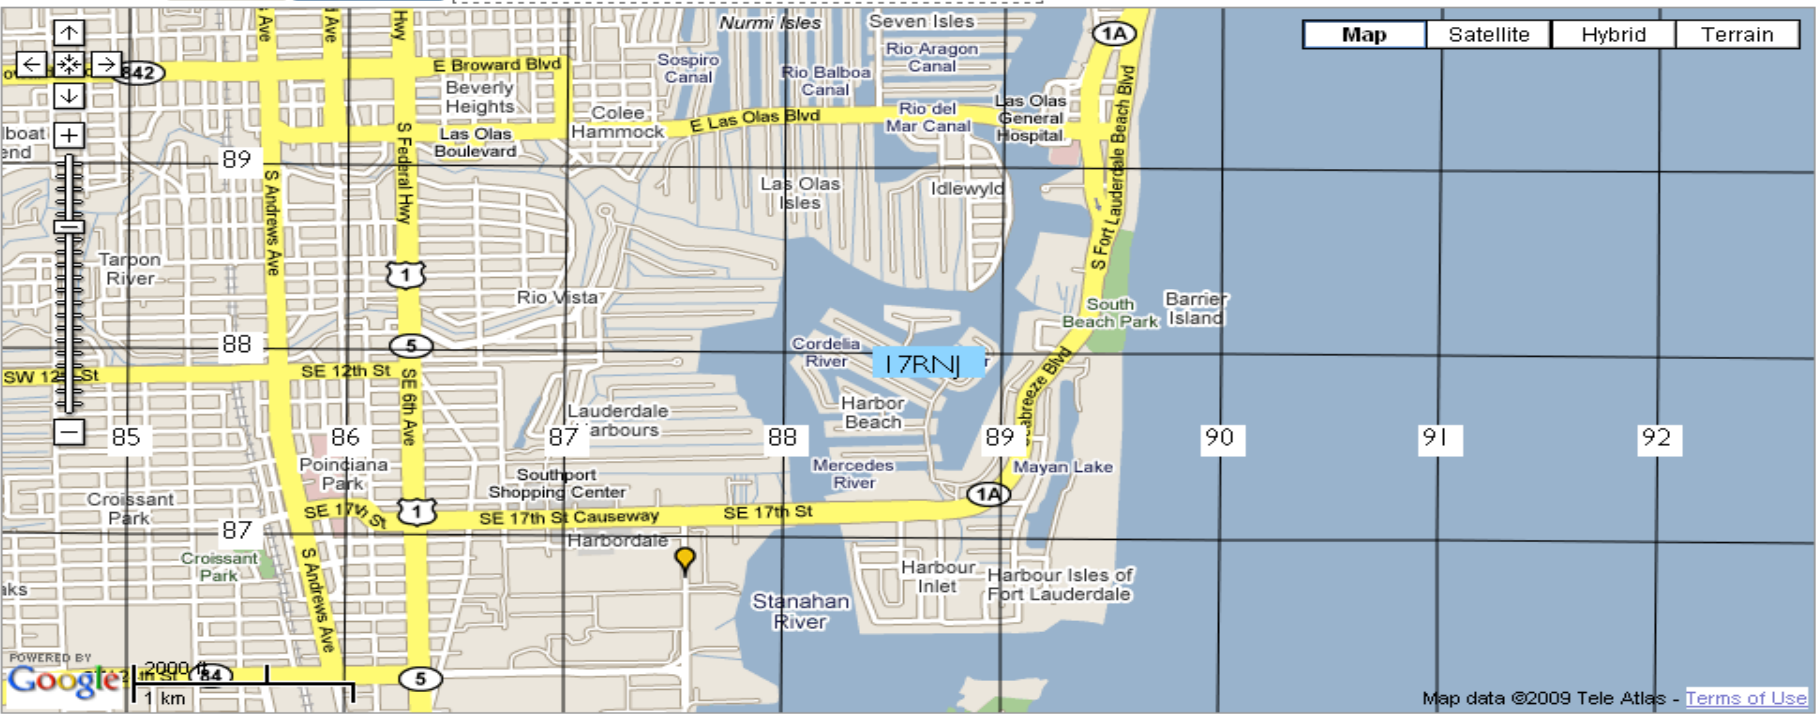 S Ave
Hwy
Nurmi Isles
Seven Isles
1A
Map
Satellite
Hybrid
Terrain
842
E Broward Blvd
Sospiro
Canal
Rio Aragon
Canal
Rio Balboa
Canal
Beverly
Heights
Colee
Hammock
E Las Olas Blvd
Rio del
Mar Canal
Las Olas
General
Hospital
Las Olas
Boulevard
S Federal Hwy
S Fort Lauderdale Beach Blvd
89
S Andrews Ave
Las Olas
Isles
Idlewyld
Tarpon
River
1
Rio Vista
South
Beach Park
Barrier
Island
88
5
Cordelia
River
17RNJ
SW 12 St
SE 12th St
SE 6th Ave
Lauderdale
Harbours
Harbor
Beach
Seabreeze Blvd
85
86
87
88
89
90
91
92
Poinciana
Park
Southport
Shopping Center
Mercedes
River
Mayan Lake
1A
Croissant
Park
SE 17th St
1
SE 17th St Causeway
SE 17th St
87
Harbordale
Croissant
Park
S Andrews Ave
Harbour
Inlet
Harbour Isles of
Fort Lauderdale
Stanahan
River
POWERED BY
Google
2000 ft
84
5
1 km
Map data ©2009 Tele Atlas - Terms of Use